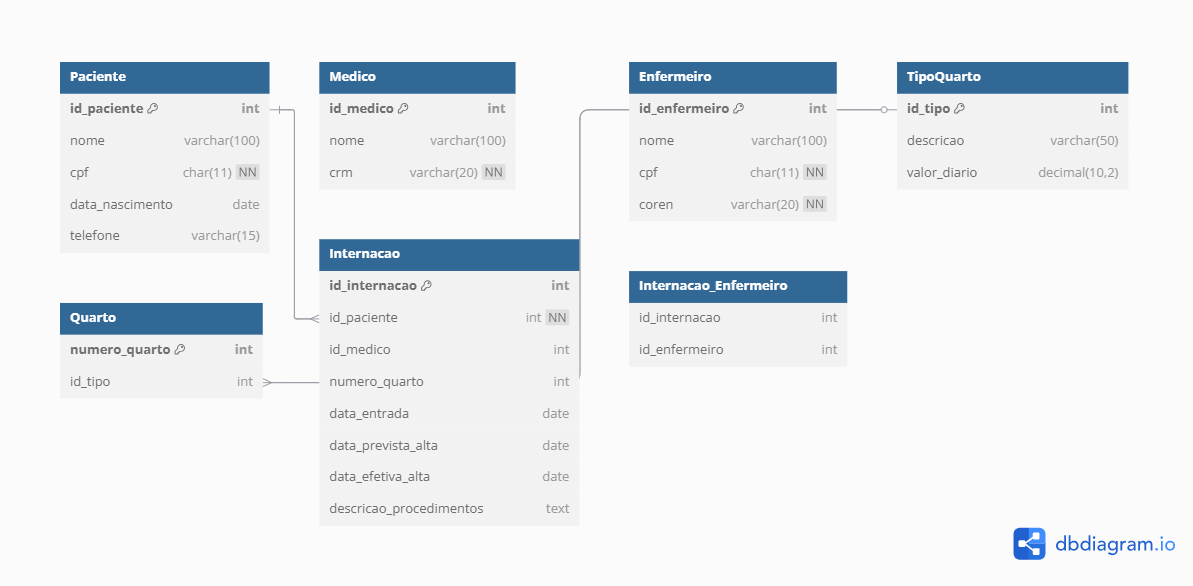 Paciente
id_paciente int
nome varchar(100)
cpf char(11) NN
data_nascimento date
telefone varchar(15)
Medico
id_medico int
nome varchar(100)
crm varchar(20) NN
Enfermeiro
id_enfermeiro int
nome varchar(100)
cpf char(11) NN
coren varchar(20) NN
TipoQuarto
id_tipo int
descricao varchar(50)
valor_diario decimal(10,2)
Quarto
numero_quarto int
id_tipo int
Internacao
id_internacao int
id_paciente int NN
id_medico int
numero_quarto int
data_entrada date
data_prevista_alta date
data_efetiva_alta date
descricao_procedimentos text
Internacao_Enfermeiro
id_internacao int
id_enfermeiro int
dbdiagram.io